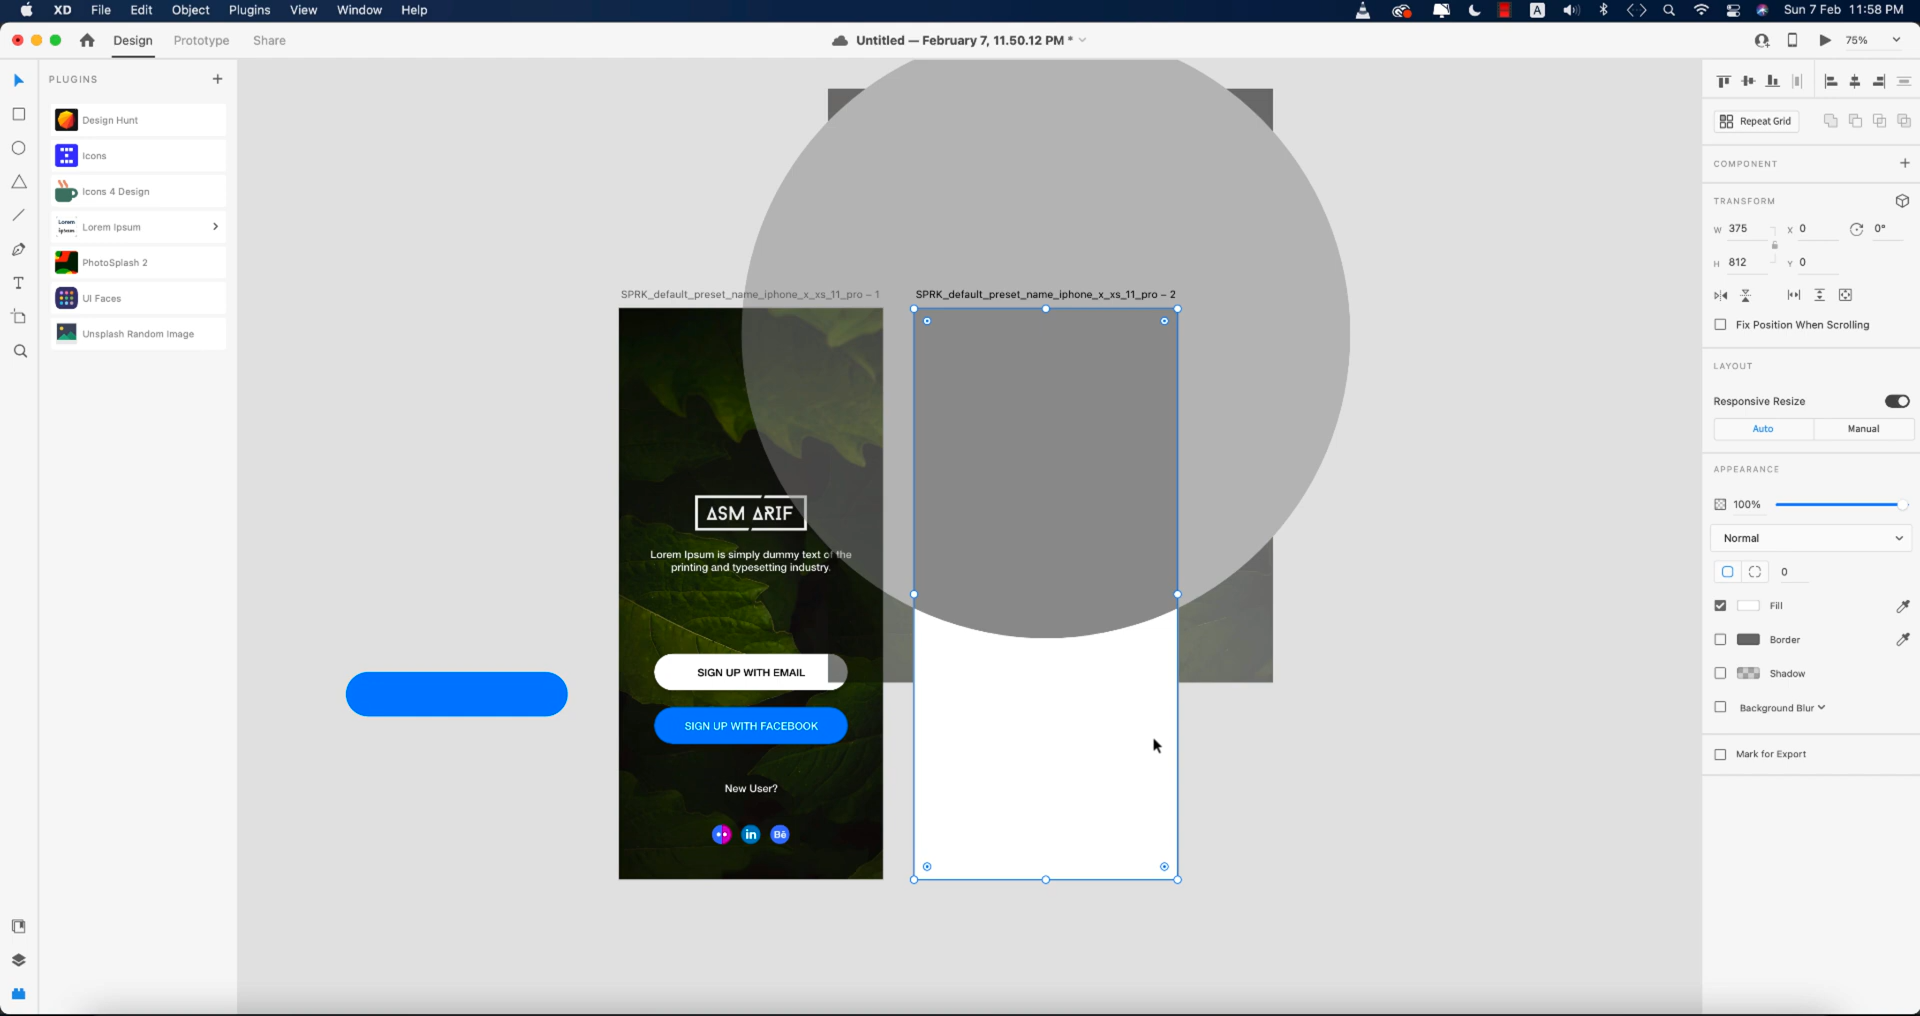 XD File Edit Object Plugins View Window Help
A
Sun 7 Feb 11:58 PM
Design Prototype Share
Untitled — February 7, 11.50.12 PM *
75%
PLUGINS
Design Hunt
Icons
Icons 4 Design
Lorem Ipsum
Lorem Ipsum
PhotoSplash 2
UI Faces
Unsplash Random Image
SPRK_default_preset_name_iphone_x_xs_11_pro – 1
SPRK_default_preset_name_iphone_x_xs_11_pro – 2
ASM ARIF
Lorem Ipsum is simply dummy text of the
printing and typesetting industry.
SIGN UP WITH EMAIL
SIGN UP WITH FACEBOOK
New User?
in
Bē
Repeat Grid
COMPONENT
TRANSFORM
W 375 X 0 0°
H 812 Y 0
Fix Position When Scrolling
LAYOUT
Responsive Resize
Auto Manual
APPEARANCE
100%
Normal
0
Fill
Border
Shadow
Background Blur
Mark for Export
T